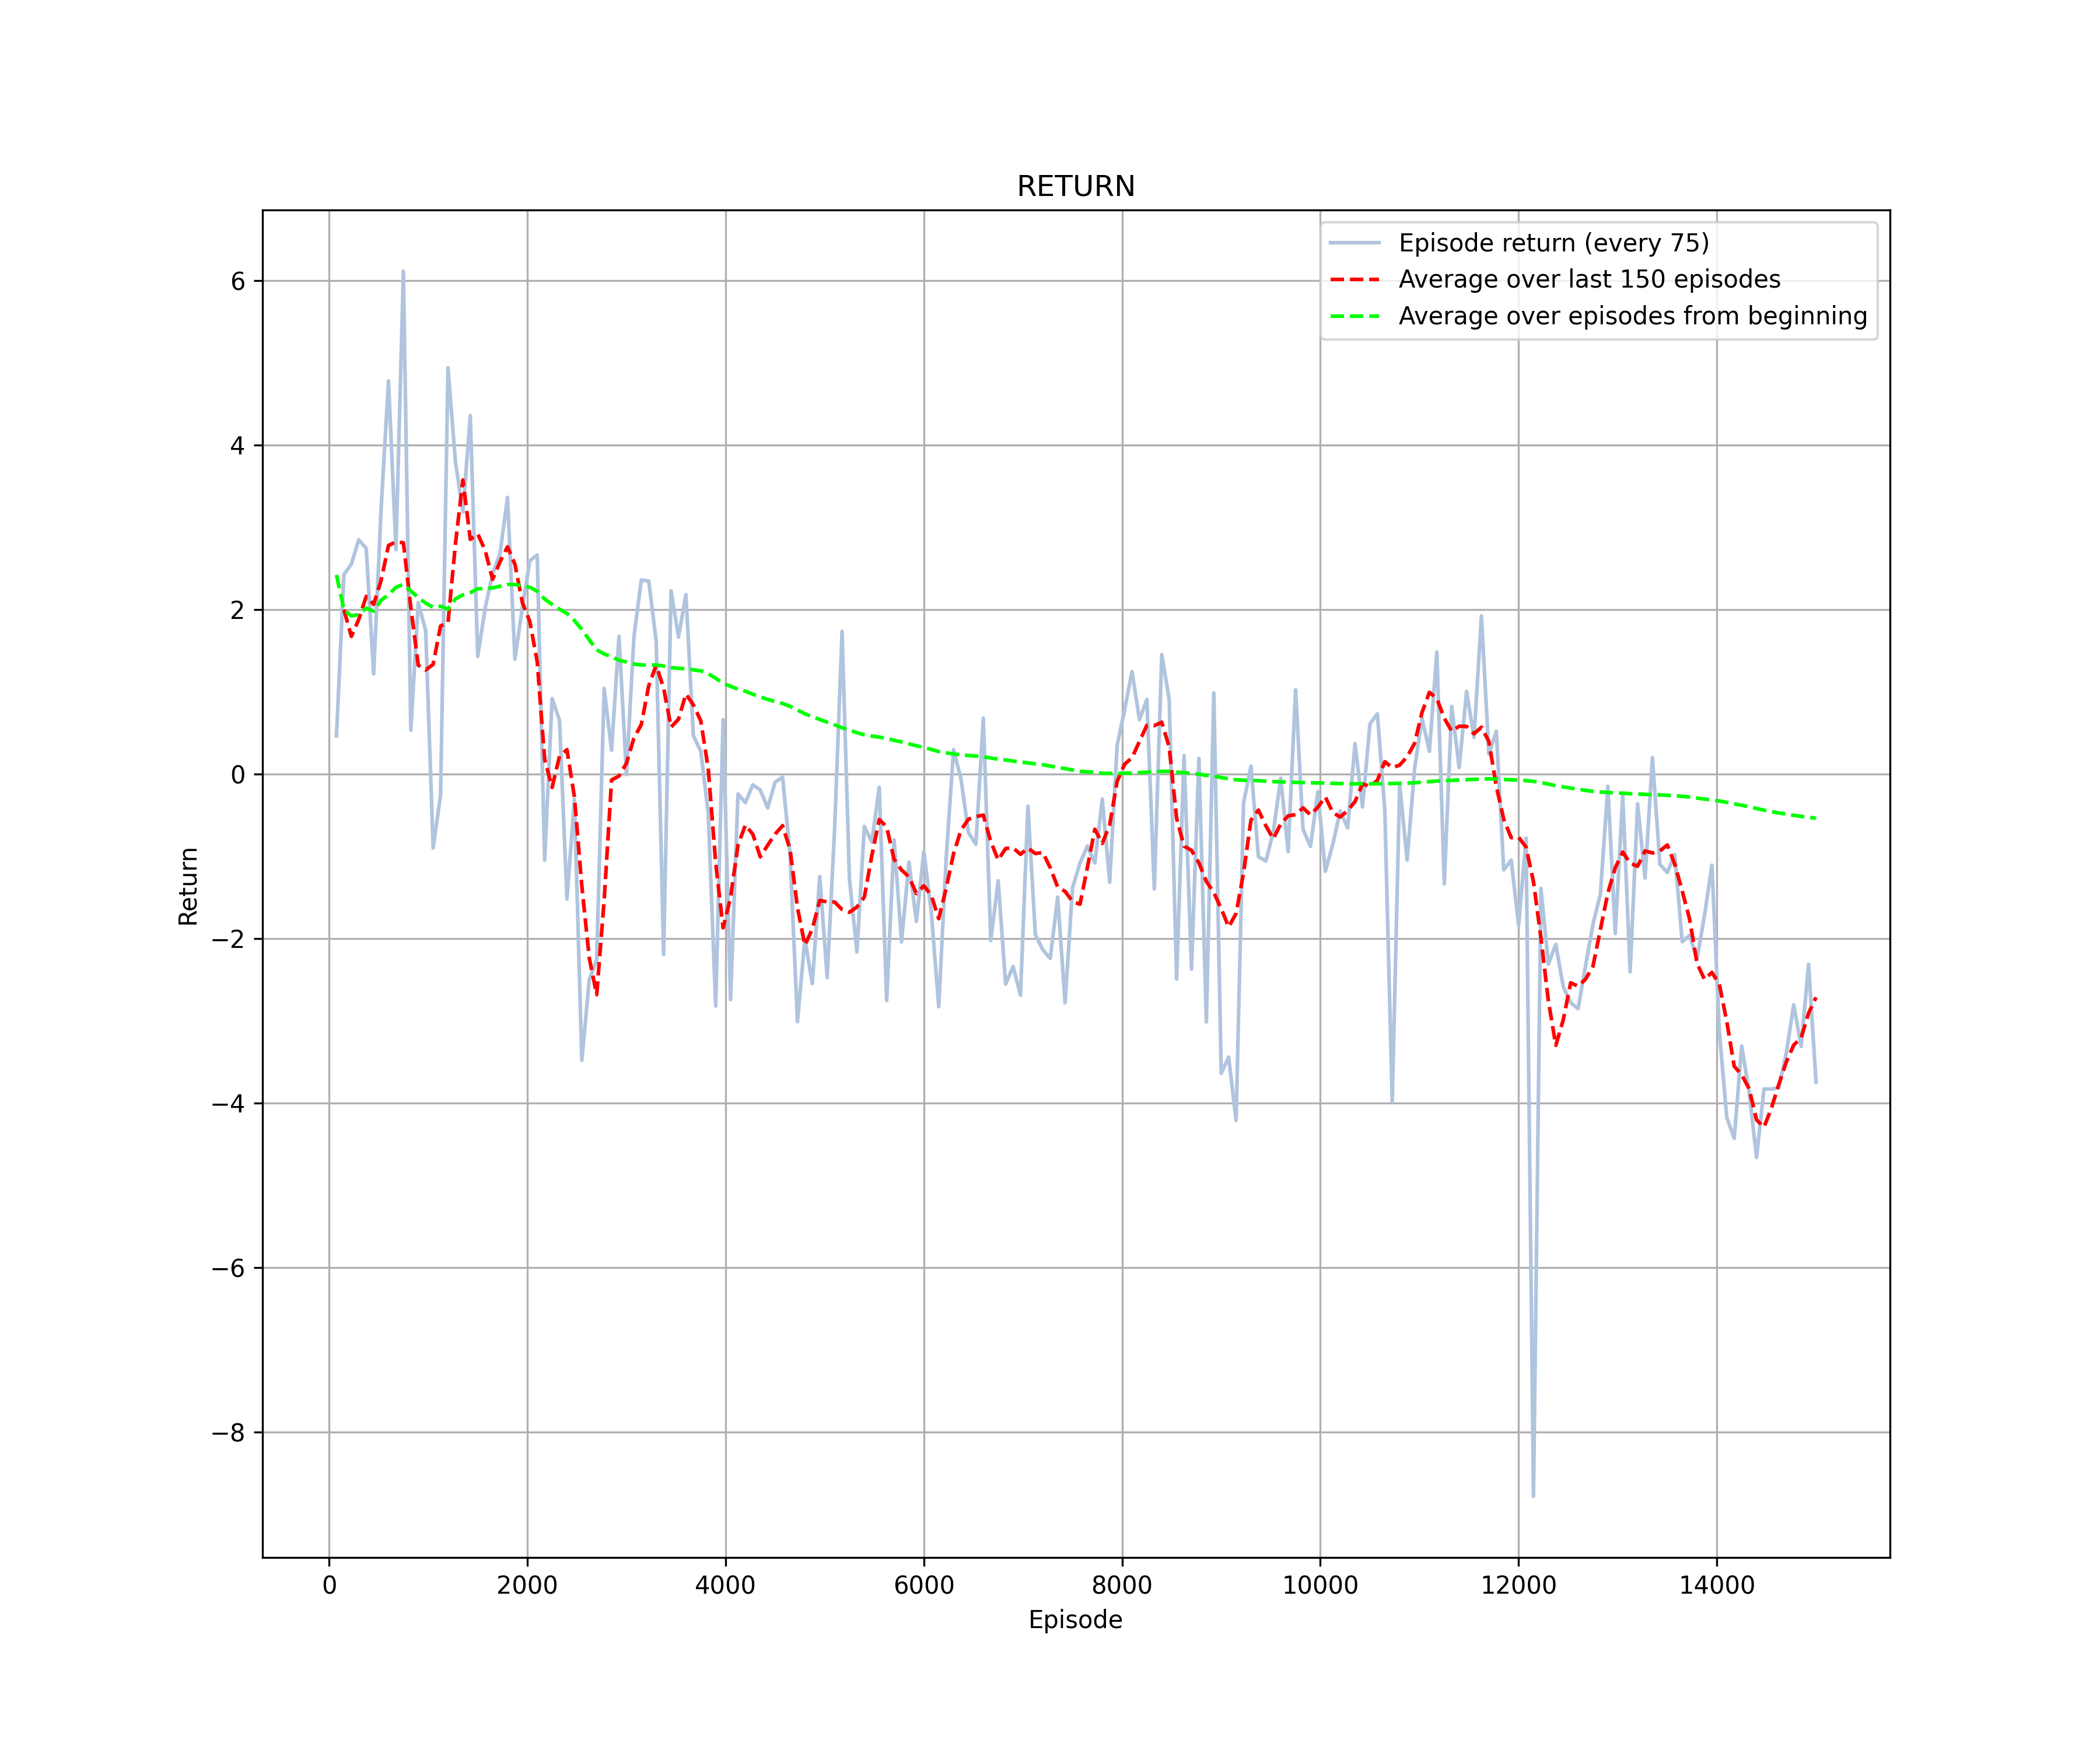 RETURN
Episode return (every 75)
Average over last 150 episodes
Average over episodes from beginning
6
4
2
0
−2
−4
−6
−8
Return
0 2000 4000 6000 8000 10000 12000 14000
Episode